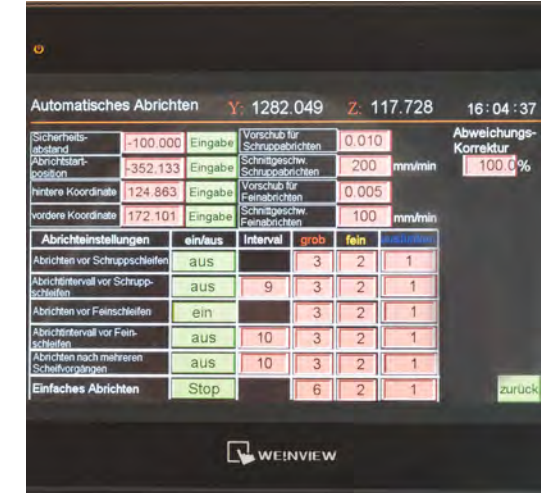 Automatisches Abrichten Y: 1282.049 Z: 117.728 16:04:37
Sicherheits-
abstand -100.000 Eingabe Vorschub für
Schruppabrichten 0.010
Abweichungs-
Korrektur
100.0%
Abrichtstart-
position -352.133 Eingabe Schnittgeschw.
Schruppabrichten 200 mm/min
hintere Koordinate 124.863 Eingabe Vorschub für
Feinabrichten 0.005
vordere Koordinate 172.101 Eingabe Schnittgeschw.
Feinabrichten 100 mm/min
Abrichteinstellungen ein/aus Interval grob fein
Abrichten vor Schruppschleifen aus 3 2 1
Abrichtintervall vor Schrupp-
schleifen aus 9 3 2 1
Abrichten vor Feinschleifen ein 3 2 1
Abrichtintervall vor Fein-
schleifen aus 10 3 2 1
Abrichten nach mehreren
Scheifvorgängen aus 10 3 2 1
Einfaches Abrichten Stop 6 2 1 zurück
WE!NVIEW